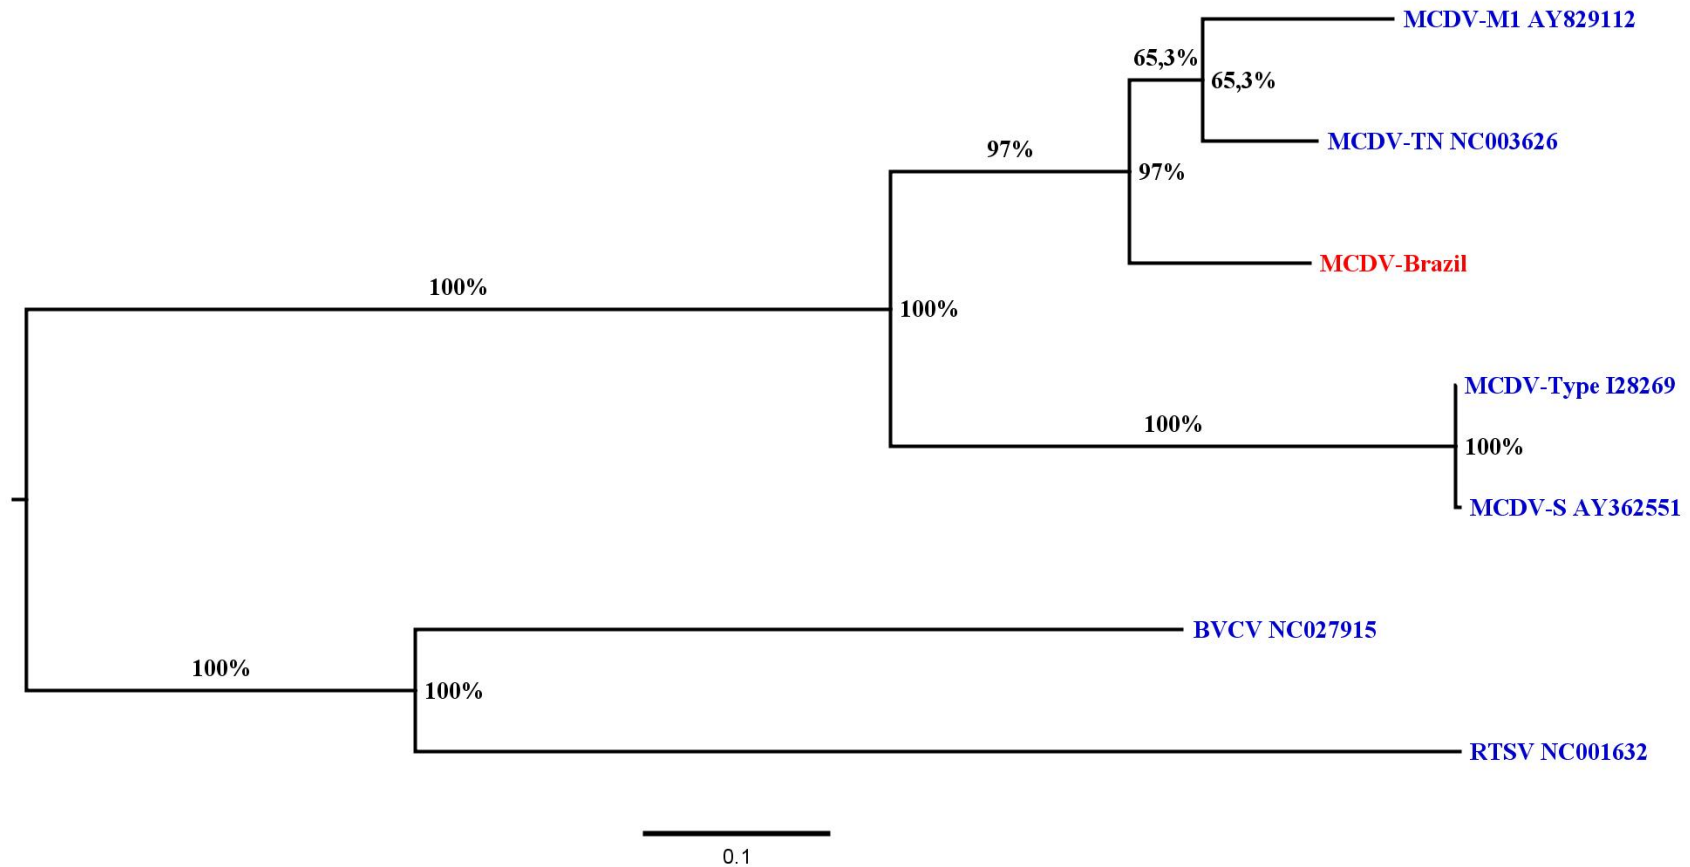 MCDV-M1 AY829112
65,3%
65,3%
MCDV-TN NC003626
97%
97%
MCDV-Brazil
100%
100%
MCDV-Type I28269
100%
100%
MCDV-S AY362551
BVCV NC027915
100%
100%
RTSV NC001632
0.1